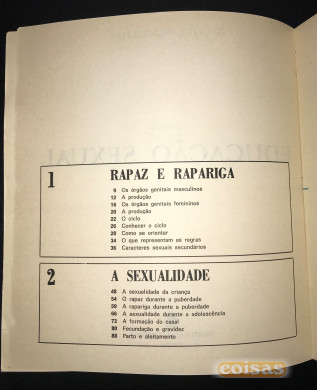 1
RAPAZ E RAPARIGA
9 Os órgãos genitais masculinos
12 A produção
16 Os órgãos genitais femininos
20 A produção
22 O ciclo
26 Conhecer o ciclo
28 Como se orientar
34 O que representam as regras
36 Caracteres sexuais secundários
2
A SEXUALIDADE
48 A sexualidade da criança
54 O rapaz durante a puberdade
59 A rapariga durante a puberdade
66 A sexualidade durante a adolescência
73 A formação do casal
80 Fecundação e gravidez
88 Parto e aleitamento
coisas